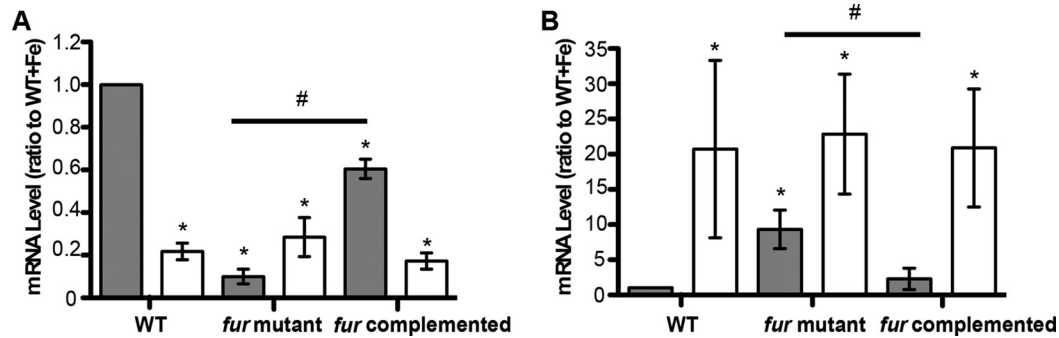 A
mRNA Level (ratio to WT+Fe)
1.2
1.0
0.8
0.6
0.4
0.2
0
#
*
*
*
*
*
WT
fur mutant
fur complemented
B
mRNA Level (ratio to WT+Fe)
35
30
25
20
15
10
5
0
#
*
*
*
*
WT
fur mutant
fur complemented